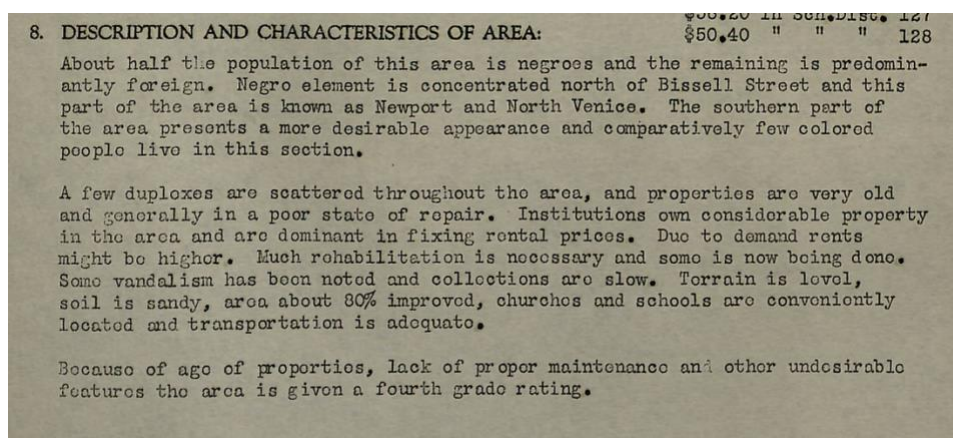 $50.20 in Sch.Dist. 127
8. DESCRIPTION AND CHARACTERISTICS OF AREA:
$50.40 " " " 128
About half the population of this area is negroes and the remaining is predomin-
antly foreign. Negro element is concentrated north of Bissell Street and this
part of the area is known as Newport and North Venice. The southern part of
the area presents a more desirable appearance and comparatively few colored
people live in this section.
A few duplexes are scattered throughout the area, and properties are very old
and generally in a poor state of repair. Institutions own considerable property
in the area and are dominant in fixing rental prices. Due to demand rents
might be higher. Much rehabilitation is necessary and some is now being done.
Some vandalism has been noted and collections are slow. Terrain is level,
soil is sandy, area about 80% improved, churches and schools are conveniently
located and transportation is adequate.
Because of age of properties, lack of proper maintenance and other undesirable
features the area is given a fourth grade rating.